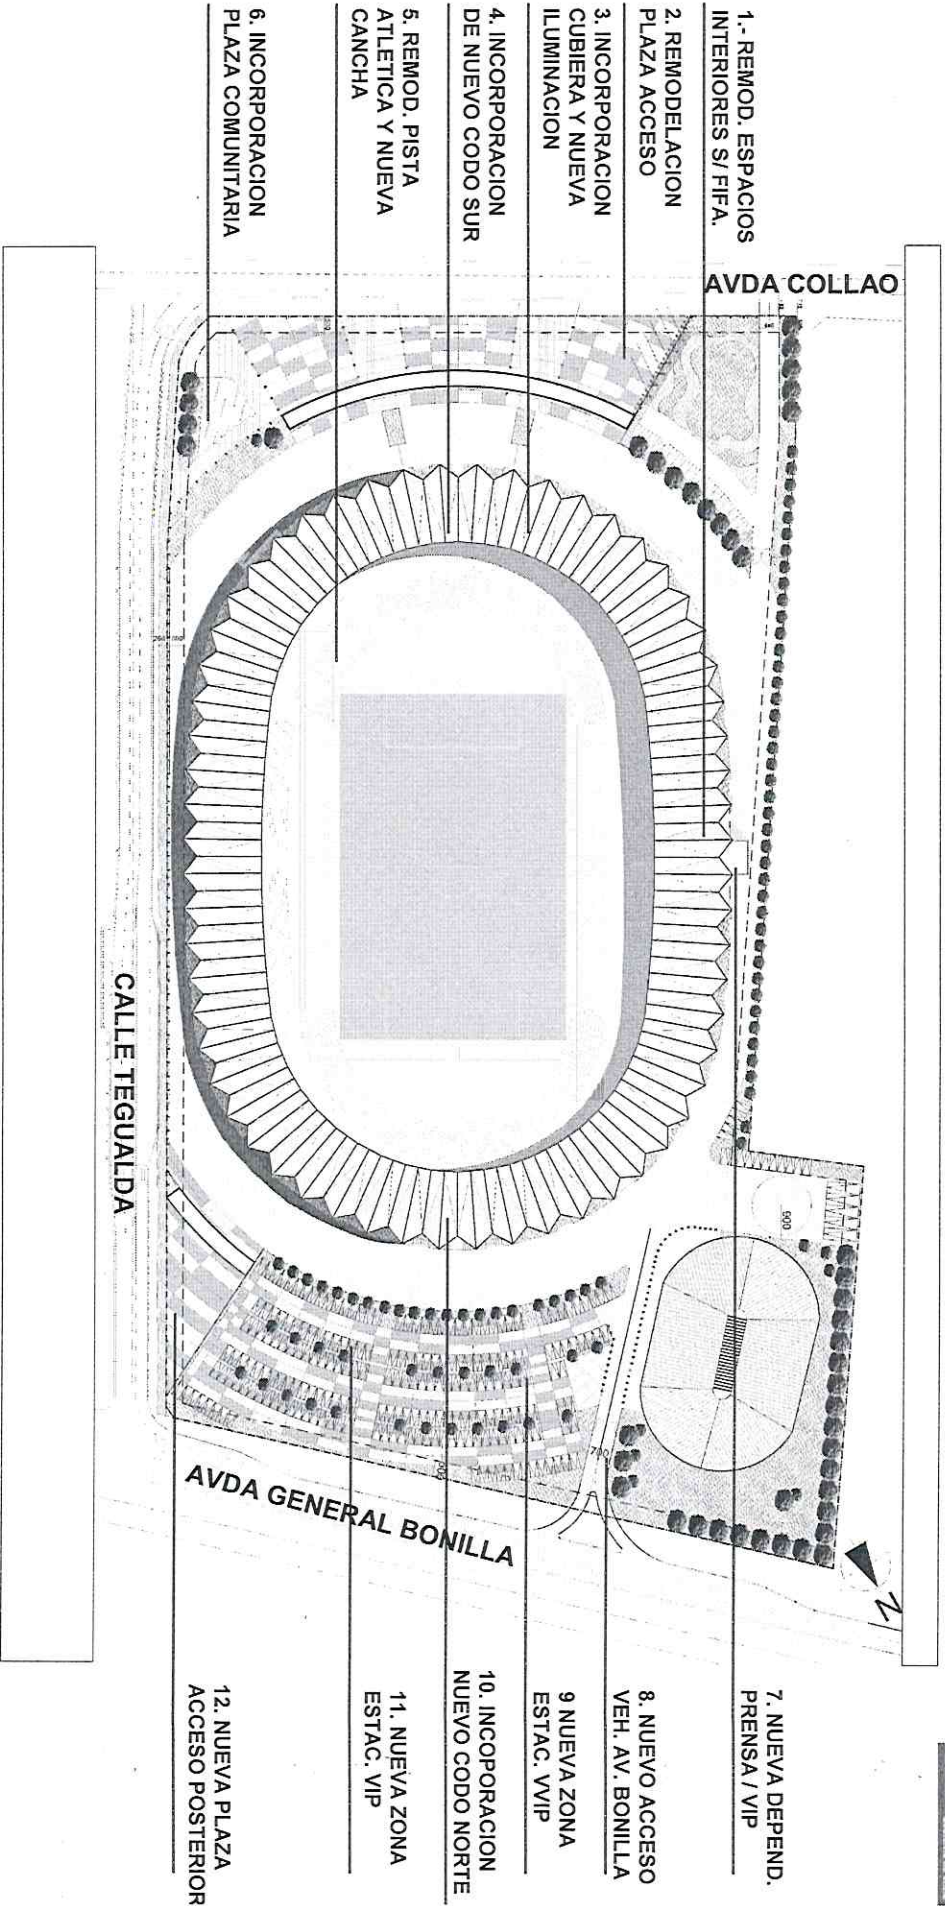 1.- REMOD. ESPACIOS
INTERIORES S/ FIFA.
2. REMODELACION
PLAZA ACCESO
3. INCORPORACION
CUBIERA Y NUEVA
ILUMINACION
4. INCORPORACION
DE NUEVO CODO SUR
5. REMOD. PISTA
ATLETICA Y NUEVA
CANCHA
6. INCORPORACION
PLAZA COMUNITARIA
AVDA COLLAO
CALLE TEGUALDA
AVDA GENERAL BONILLA
N
900
7. NUEVA DEPEND.
PRENSA / VIP
8. NUEVO ACCESO
VEH. AV. BONILLA
9 NUEVA ZONA
ESTAC. VVIP
10. INCOPORACION
NUEVO CODO NORTE
11. NUEVA ZONA
ESTAC. VIP
12. NUEVA PLAZA
ACCESO POSTERIOR